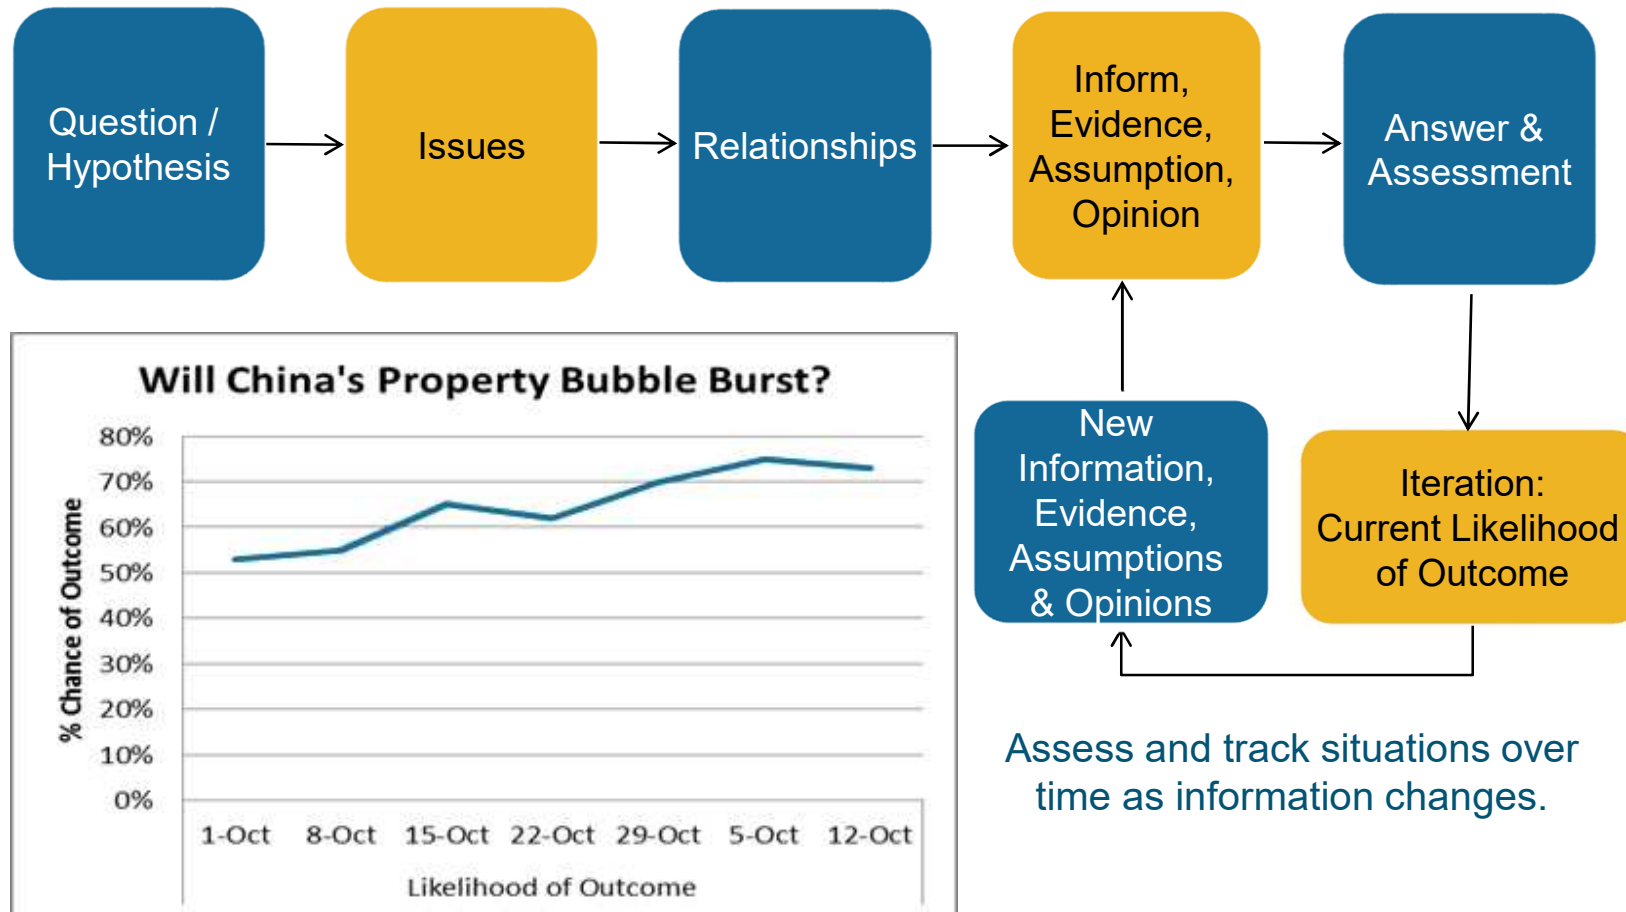 Question /
Hypothesis
Issues
Relationships
Inform,
Evidence,
Assumption,
Opinion
Answer &
Assessment
Will China's Property Bubble Burst?
% Chance of Outcome
80%
70%
60%
50%
40%
30%
20%
10%
0%
1-Oct 8-Oct 15-Oct 22-Oct 29-Oct 5-Oct 12-Oct
Likelihood of Outcome
New
Information,
Evidence,
Assumptions
& Opinions
Iteration:
Current Likelihood
of Outcome
Assess and track situations over
time as information changes.